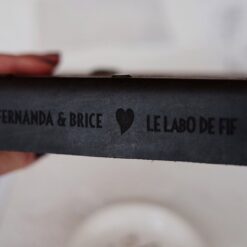 FERNANDA & BRICE ♥ LE LABO DE FIF